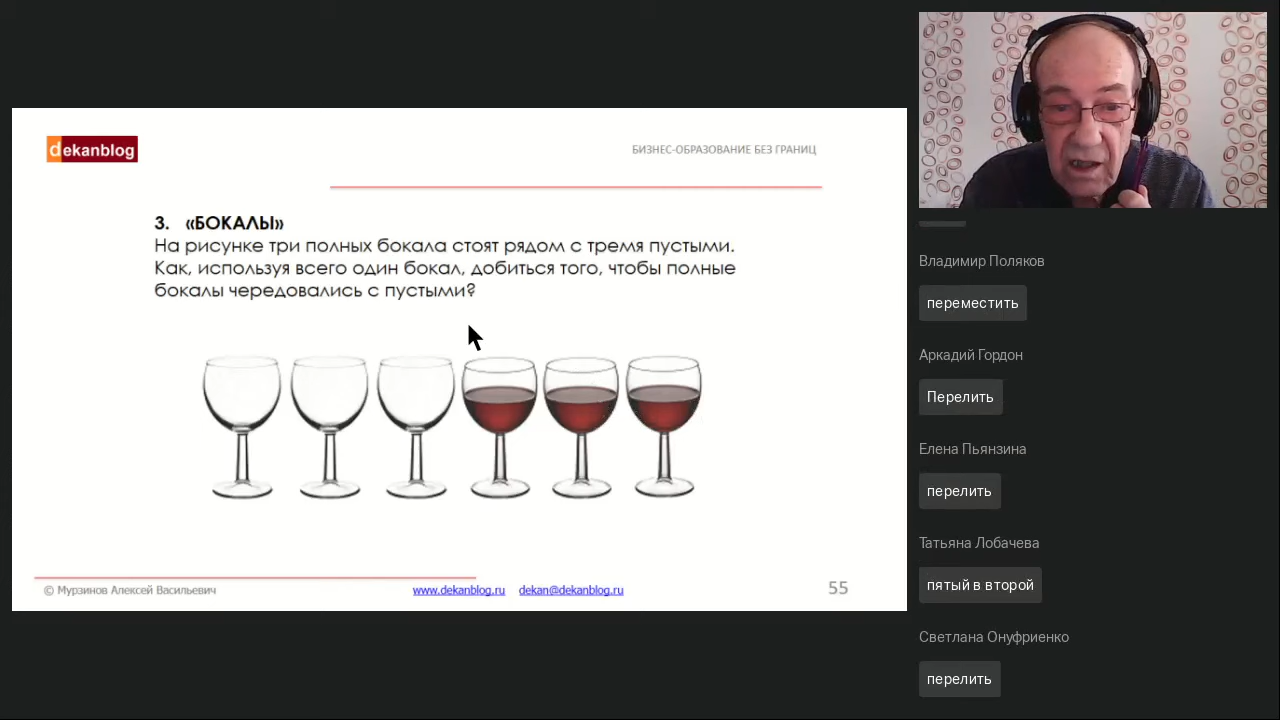 dekanblog
БИЗНЕС-ОБРАЗОВАНИЕ БЕЗ ГРАНИЦ
3. «БОКАЛЫ»
На рисунке три полных бокала стоят рядом с тремя пустыми.
Как, используя всего один бокал, добиться того, чтобы полные
бокалы чередовались с пустыми?
© Мурзинов Алексей Васильевич
www.dekanblog.ru dekan@dekanblog.ru
55
Владимир Поляков
переместить
Аркадий Гордон
Перелить
Елена Пьянзина
перелить
Татьяна Лобачева
пятый в второй
Светлана Онуфриенко
перелить